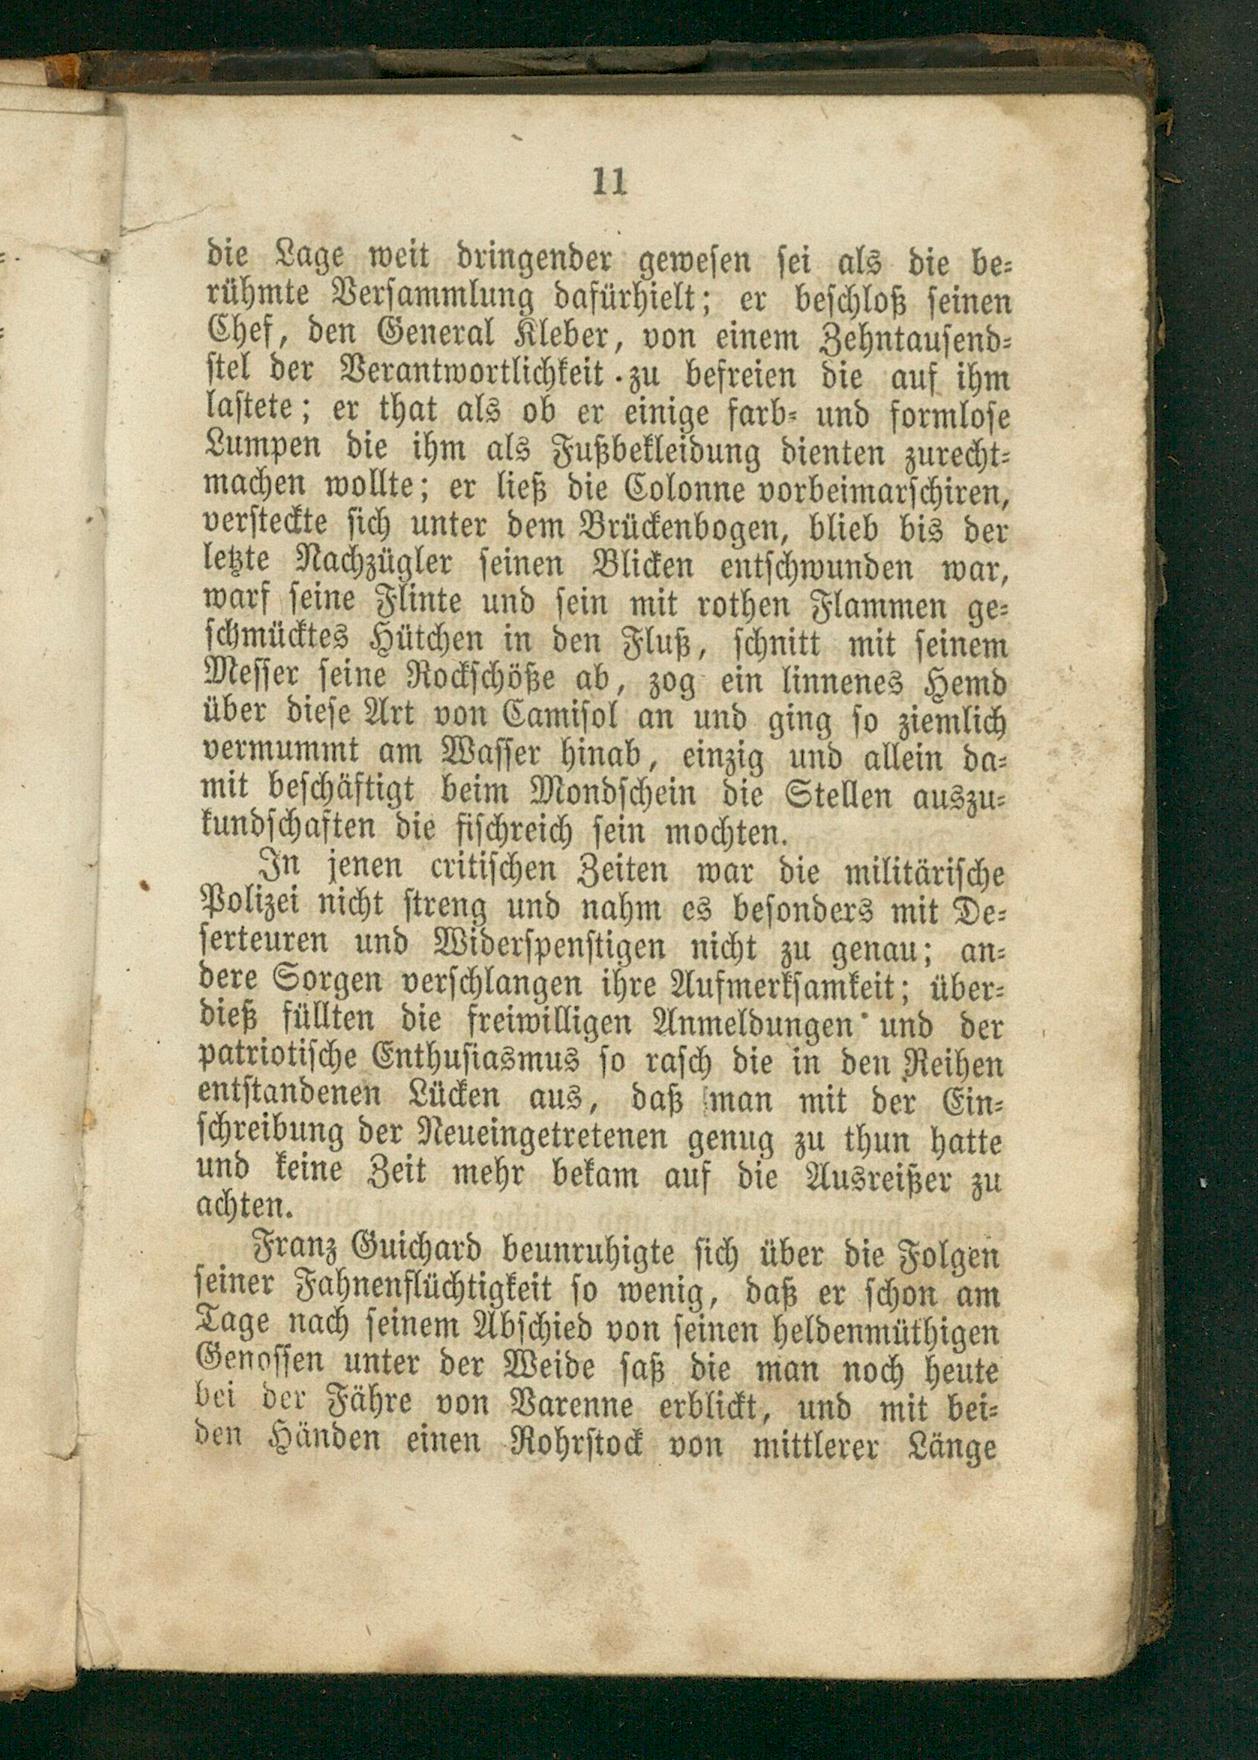 11
die Lage weit dringender gewesen sei als die be-
rühmte Versammlung dafürhielt; er beschloß seinen
Chef, den General Kleber, von einem Zehntausend-
stel der Verantwortlichkeit zu befreien die auf ihm
lastete; er that als ob er einige farb- und formlose
Lumpen die ihm als Fußbekleidung dienten zurecht-
machen wollte; er ließ die Colonne vorbeimarschiren,
versteckte sich unter dem Brückenbogen, blieb bis der
letzte Nachzügler seinen Blicken entschwunden war,
warf seine Flinte und sein mit rothen Flammen ge-
schmücktes Hütchen in den Fluß, schnitt mit seinem
Messer seine Rockschöße ab, zog ein linnenes Hemd
über diese Art von Camisol an und ging so ziemlich
vermummt am Wasser hinab, einzig und allein da-
mit beschäftigt beim Mondschein die Stellen auszu-
kundschaften die fischreich sein mochten.
In jenen critischen Zeiten war die militärische
Polizei nicht streng und nahm es besonders mit De-
serteuren und Widerspenstigen nicht zu genau; an-
dere Sorgen verschlangen ihre Aufmerksamkeit; über-
dieß füllten die freiwilligen Anmeldungen und der
patriotische Enthusiasmus so rasch die in den Reihen
entstandenen Lücken aus, daß man mit der Ein-
schreibung der Neueingetretenen genug zu thun hatte
und keine Zeit mehr bekam auf die Ausreißer zu
achten.
Franz Guichard beunruhigte sich über die Folgen
seiner Fahnenflüchtigkeit so wenig, daß er schon am
Tage nach seinem Abschied von seinen heldenmüthigen
Genossen unter der Weide saß die man noch heute
bei der Fähre von Varenne erblickt, und mit bei-
den Händen einen Rohrstock von mittlerer Länge